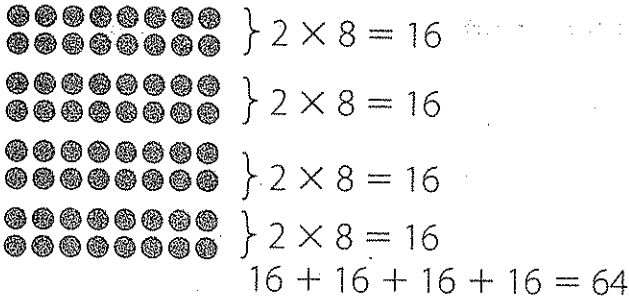 } 2 × 8 = 16
} 2 × 8 = 16
} 2 × 8 = 16
} 2 × 8 = 16
16 + 16 + 16 + 16 = 64